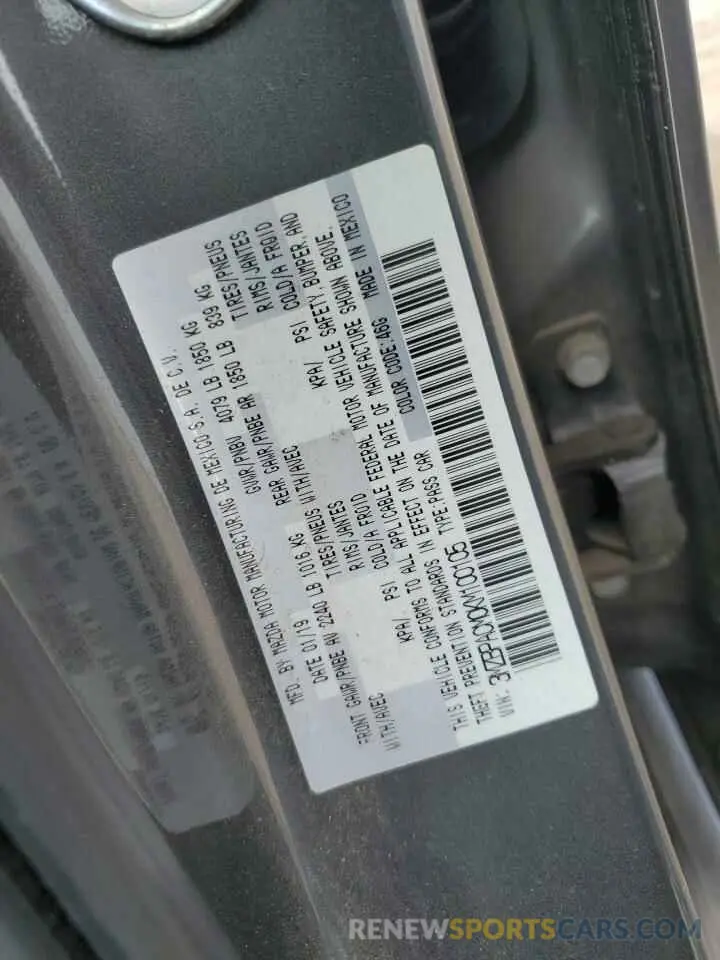 MFD. BY MAZDA MOTOR MANUFACTURING DE MEXICO S.A. DE C.V.
DATE 01/19 GVWR/PNBV 4079 LB 1850 KG
FRONT GAWR/PNBE AV 2240 LB 1016 KG REAR GAWR/PNBE AR 1850 LB 839 KG
WITH/AVEC TIRES/PNEUS WITH/AVEC TIRES/PNEUS
RIMS/JANTES RIMS/JANTES
KPA/ PSI COLD/A FROID KPA/ PSI COLD/A FROID
THIS VEHICLE CONFORMS TO ALL APPLICABLE FEDERAL MOTOR VEHICLE SAFETY, BUMPER, AND
THEFT PREVENTION STANDARDS IN EFFECT ON THE DATE OF MANUFACTURE SHOWN ABOVE.
VIN: TYPE:PASS CAR COLOR CODE:46G MADE IN MEXICO
RENEWSPORTSCARS.COM